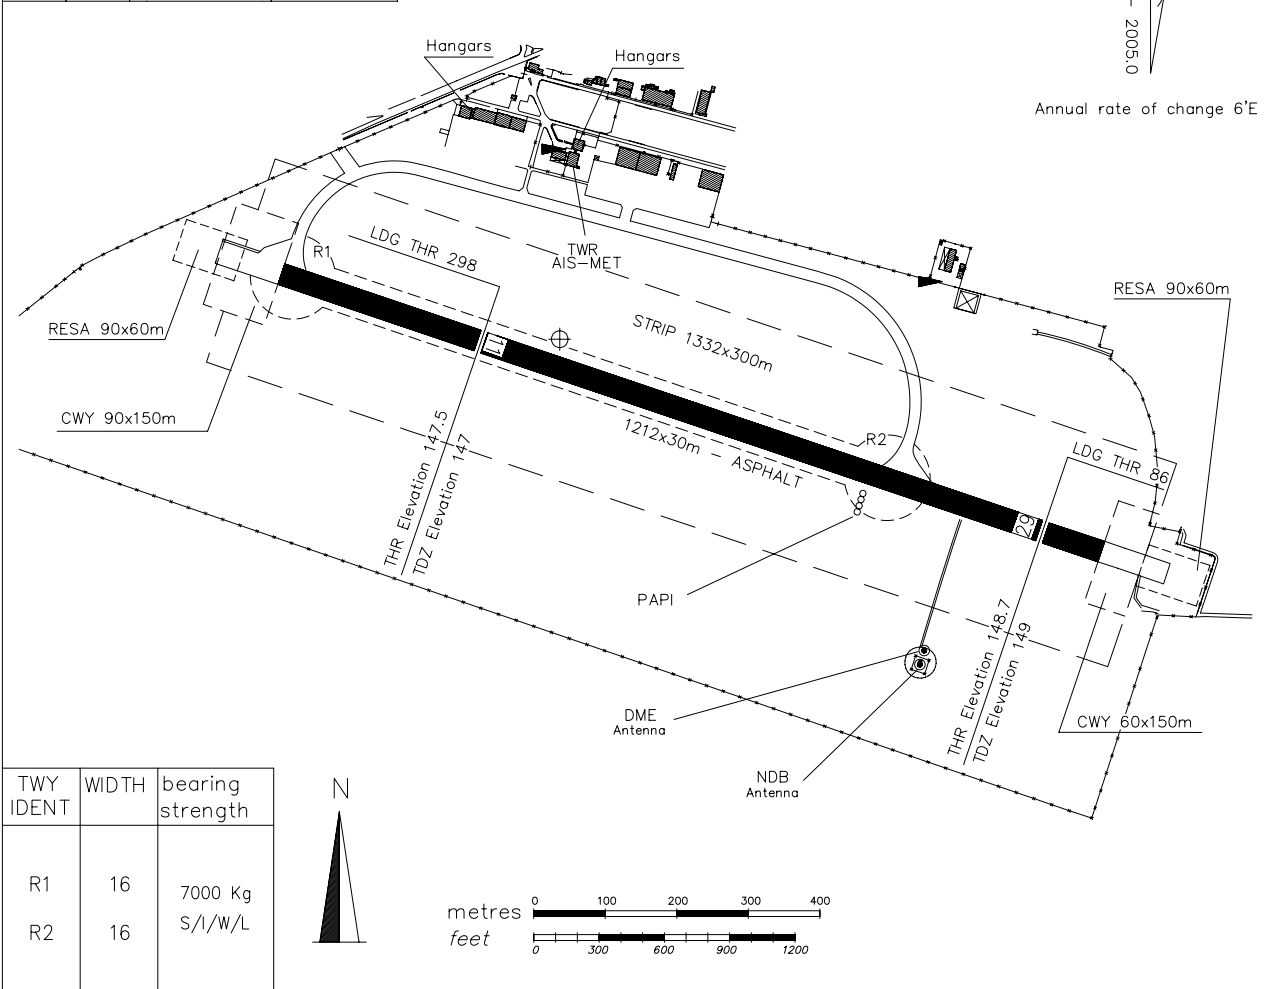 Hangars
Hangars
- 2005.0
Annual rate of change 6'E
R1
LDG THR 298
TWR
AIS-MET
RESA 90x60m
RESA 90x60m
STRIP 1332x300m
11
CWY 90x150m
THR Elevation 147.5
TDZ Elevation 147
1212x30m - ASPHALT
R2
LDG THR 86
29
PAPI
THR Elevation 148.7
TDZ Elevation 149
DME
Antenna
CWY 60x150m
NDB
Antenna
TWY IDENT
WIDTH
bearing strength
R1
16
7000 Kg
S/I/W/L
R2
16
N
metres
0 100 200 300 400
feet
0 300 600 900 1200